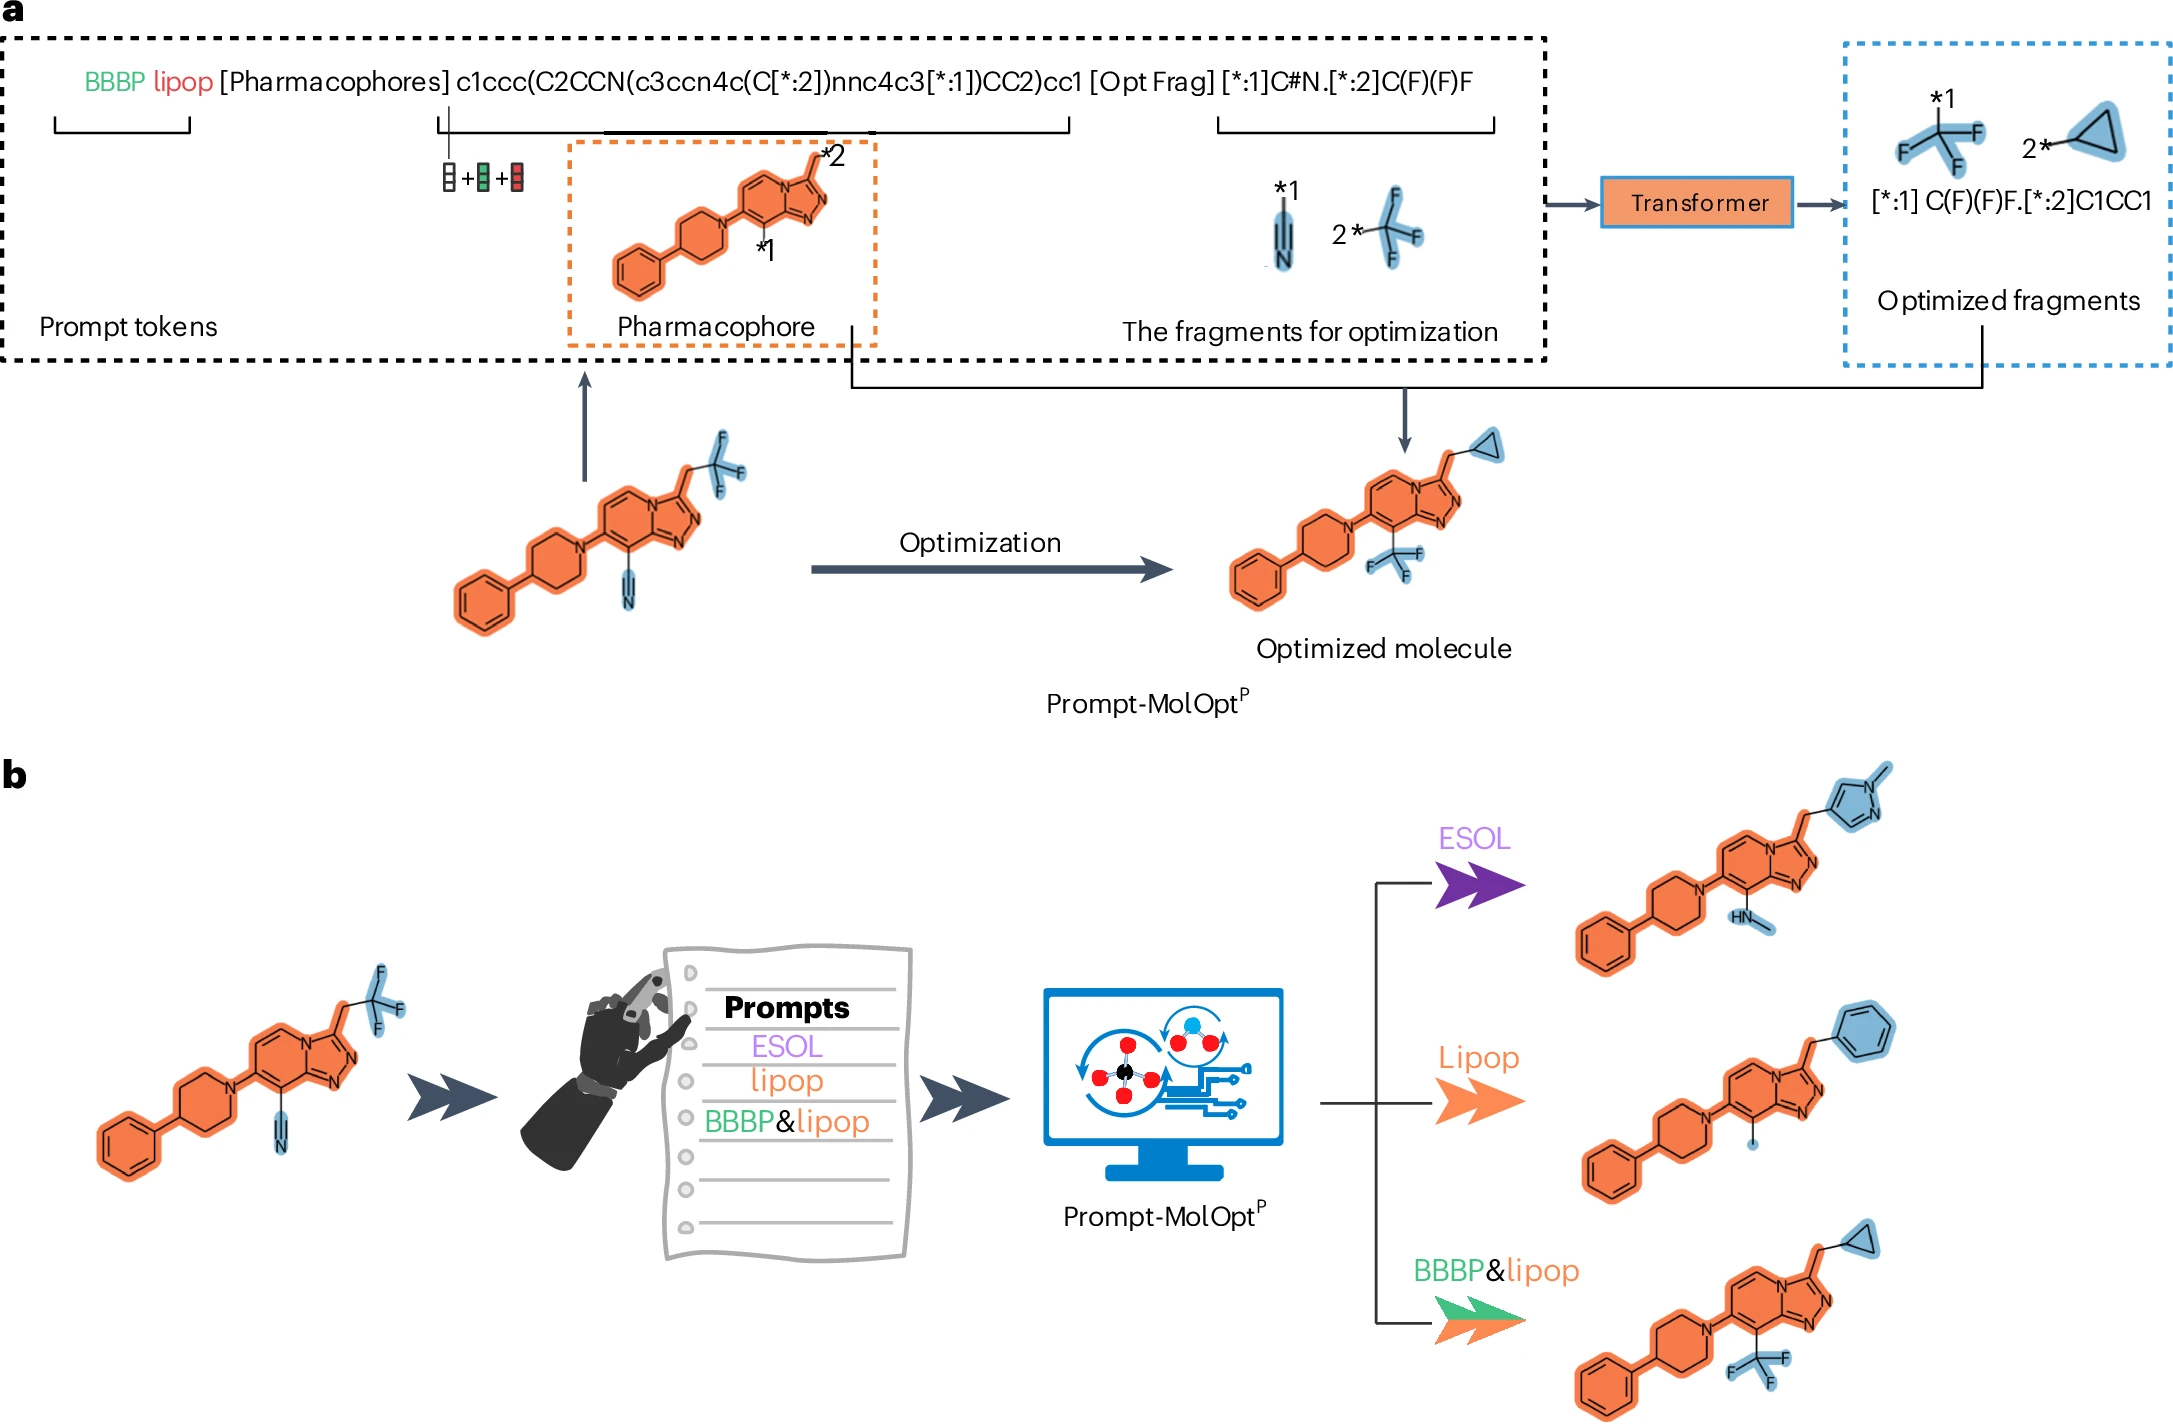 a
BBBP lipop [Pharmacophores] c1ccc(C2CCN(c3ccn4c(C[*:2])nnc4c3[*:1])CC2)cc1 [Opt Frag] [*:1]C#N.[*:2]C(F)(F)F
+ +
*2
N
N
N
N
*1
Prompt tokens
Pharmacophore
*1
N
2*
F
F
F
The fragments for optimization
Transformer
*1
F
F
F
2*
[*:1] C(F)(F)F.[*:2]C1CC1
Optimized fragments
F
F
F
N
N
N
N
N
Optimization
N
N
N
N
F
F
F
Optimized molecule
Prompt-MolOptP
b
F
F
F
N
N
N
N
N
Prompts
ESOL
lipop
BBBP&lipop
Prompt-MolOptP
ESOL
N
N
N
N
N
N
HN
Lipop
N
N
N
N
BBBP&lipop
N
N
N
N
F
F
F